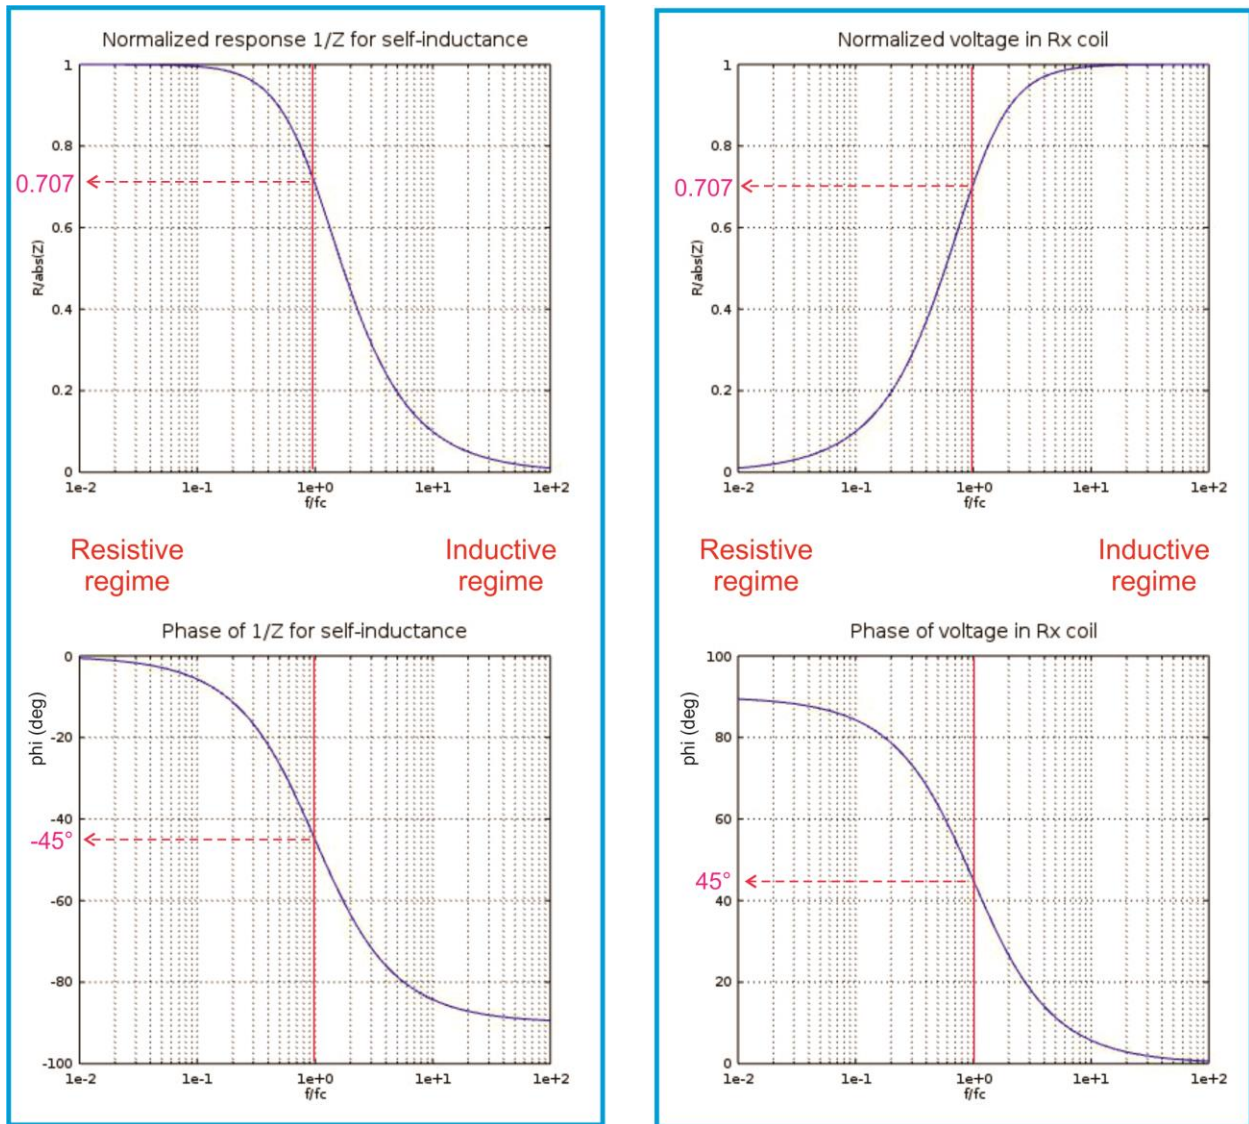 Normalized response 1/Z for self-inductance
1
0.8
0.707
0.6
R/abs(Z)
0.4
0.2
0
1e-2 1e-1 1e+0 1e+1 1e+2
f/fc
Resistive
regime
Inductive
regime
Phase of 1/Z for self-inductance
0
phi (deg)
-20
-40
-45°
-60
-80
-100
1e-2 1e-1 1e+0 1e+1 1e+2
f/fc
Normalized voltage in Rx coil
1
0.8
0.707
0.6
R/abs(Z)
0.4
0.2
0
1e-2 1e-1 1e+0 1e+1 1e+2
f/fc
Resistive
regime
Inductive
regime
Phase of voltage in Rx coil
100
phi (deg)
80
60
45°
40
20
0
1e-2 1e-1 1e+0 1e+1 1e+2
f/fc